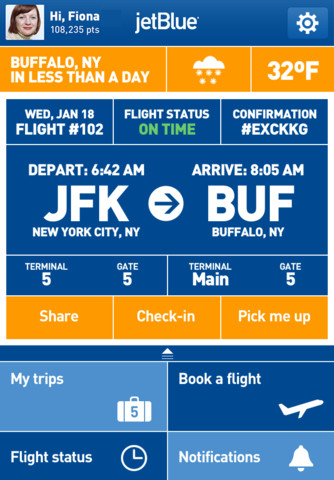 Hi, Fiona
108,235 pts
jetBlue
BUFFALO, NY
IN LESS THAN A DAY
32°F
WED, JAN 18
FLIGHT #102
FLIGHT STATUS
ON TIME
CONFIRMATION
#EXCKKG
DEPART: 6:42 AM
ARRIVE: 8:05 AM
JFK
BUF
NEW YORK CITY, NY
BUFFALO, NY
TERMINAL
5
GATE
5
TERMINAL
Main
GATE
5
Share
Check-in
Pick me up
My trips
5
Book a flight
Flight status
Notifications